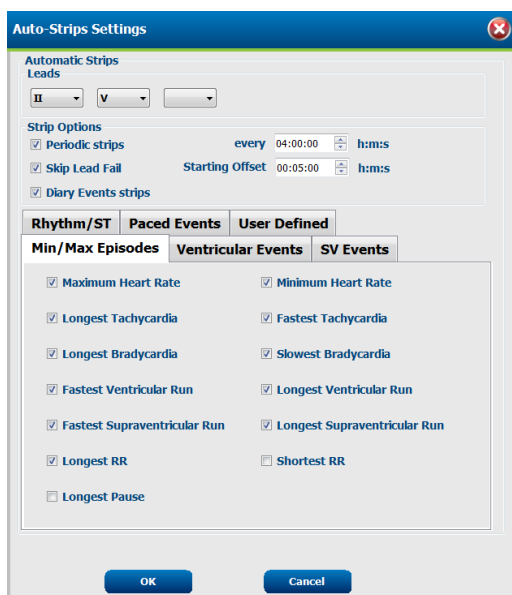 Auto-Strips Settings
Automatic Strips
Leads
II V
Strip Options
Periodic strips every 04:00:00 h:m:s
Skip Lead Fail Starting Offset 00:05:00 h:m:s
Diary Events strips
Rhythm/ST Paced Events User Defined
Min/Max Episodes Ventricular Events SV Events
Maximum Heart Rate Minimum Heart Rate
Longest Tachycardia Fastest Tachycardia
Longest Bradycardia Slowest Bradycardia
Fastest Ventricular Run Longest Ventricular Run
Fastest Supraventricular Run Longest Supraventricular Run
Longest RR Shortest RR
Longest Pause
OK Cancel